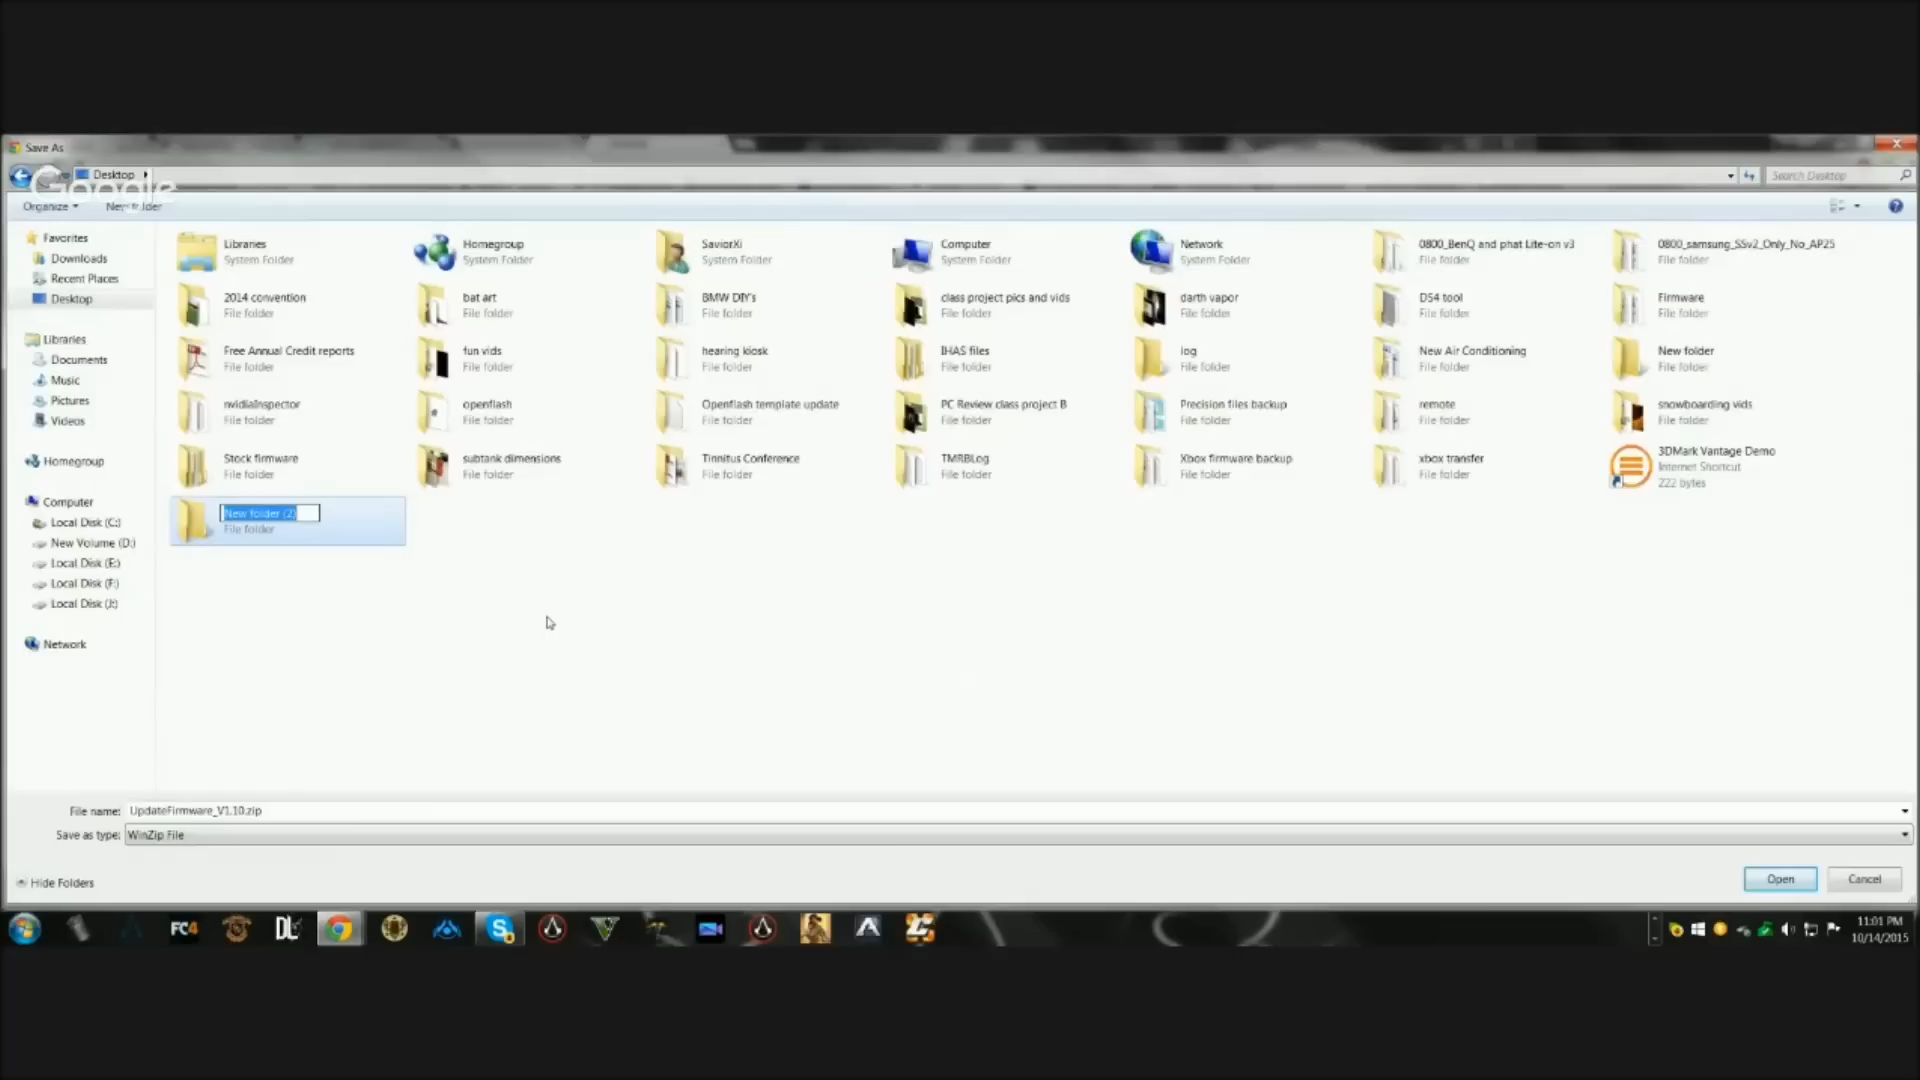 Save As
Desktop
Search Desktop
Google
Organize
New folder
Favorites
Downloads
Recent Places
Desktop
Libraries
Documents
Music
Pictures
Videos
Homegroup
Computer
Local Disk (C:)
New Volume (D:)
Local Disk (E:)
Local Disk (F:)
Local Disk (J:)
Network
Libraries
System Folder
Homegroup
System Folder
SaviorXi
System Folder
Computer
System Folder
Network
System Folder
0800_BenQ and phat Lite-on v3
File folder
0800_samsung_SSv2_Only_No_AP25
File folder
2014 convention
File folder
bat art
File folder
BMW DIY's
File folder
class project pics and vids
File folder
darth vapor
File folder
DS4 tool
File folder
Firmware
File folder
Free Annual Credit reports
File folder
fun vids
File folder
hearing kiosk
File folder
IHAS files
File folder
log
File folder
New Air Conditioning
File folder
New folder
File folder
nvidiaInspector
File folder
openflash
File folder
Openflash template update
File folder
PC Review class project B
File folder
Precision files backup
File folder
remote
File folder
snowboarding vids
File folder
Stock firmware
File folder
subtank dimensions
File folder
Tinnitus Conference
File folder
TMRBLog
File folder
Xbox firmware backup
File folder
xbox transfer
File folder
3DMark Vantage Demo
Internet Shortcut
222 bytes
New folder (2)
File folder
File name: UpdateFirmware_V1.10.zip
Save as type: WinZip File
Hide Folders
Open
Cancel
FC4
DL
11:01 PM
10/14/2015